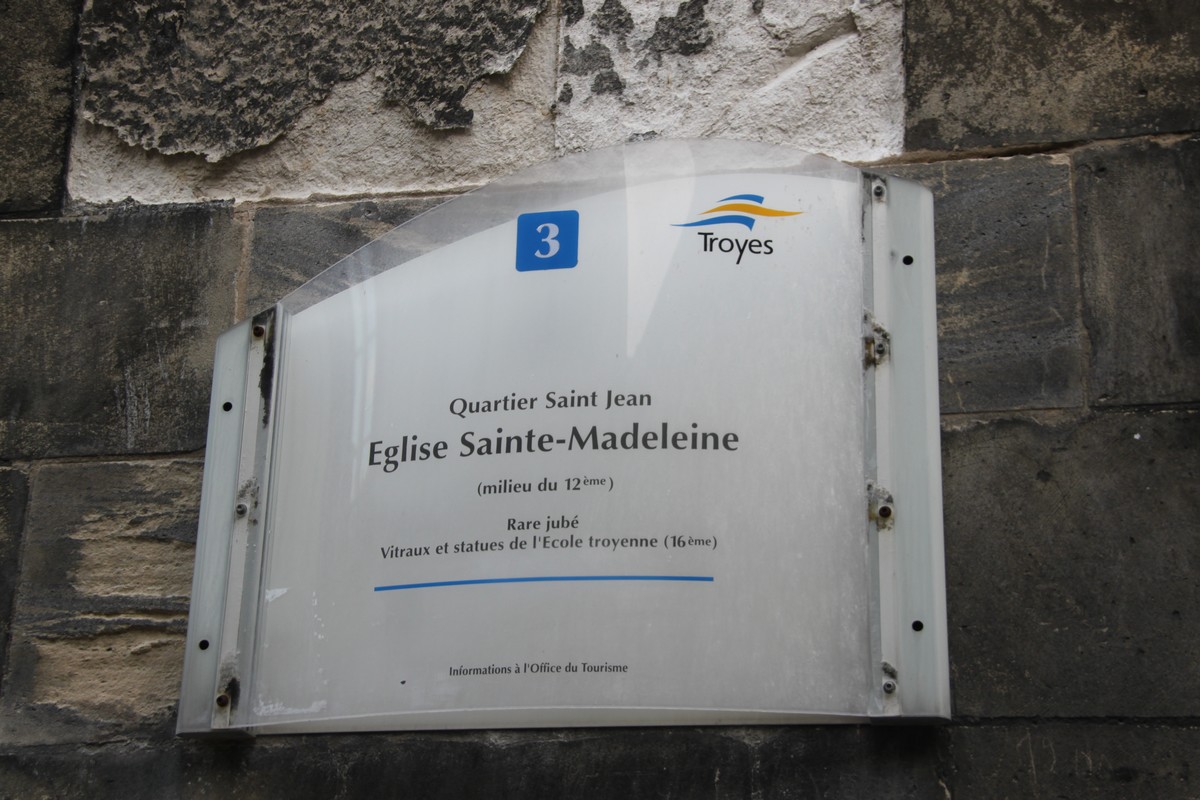 3
Troyes
Quartier Saint Jean
Eglise Sainte-Madeleine
(milieu du 12ème)
Rare jubé
Vitraux et statues de l'Ecole troyenne (16ème)
Informations à l'Office du Tourisme